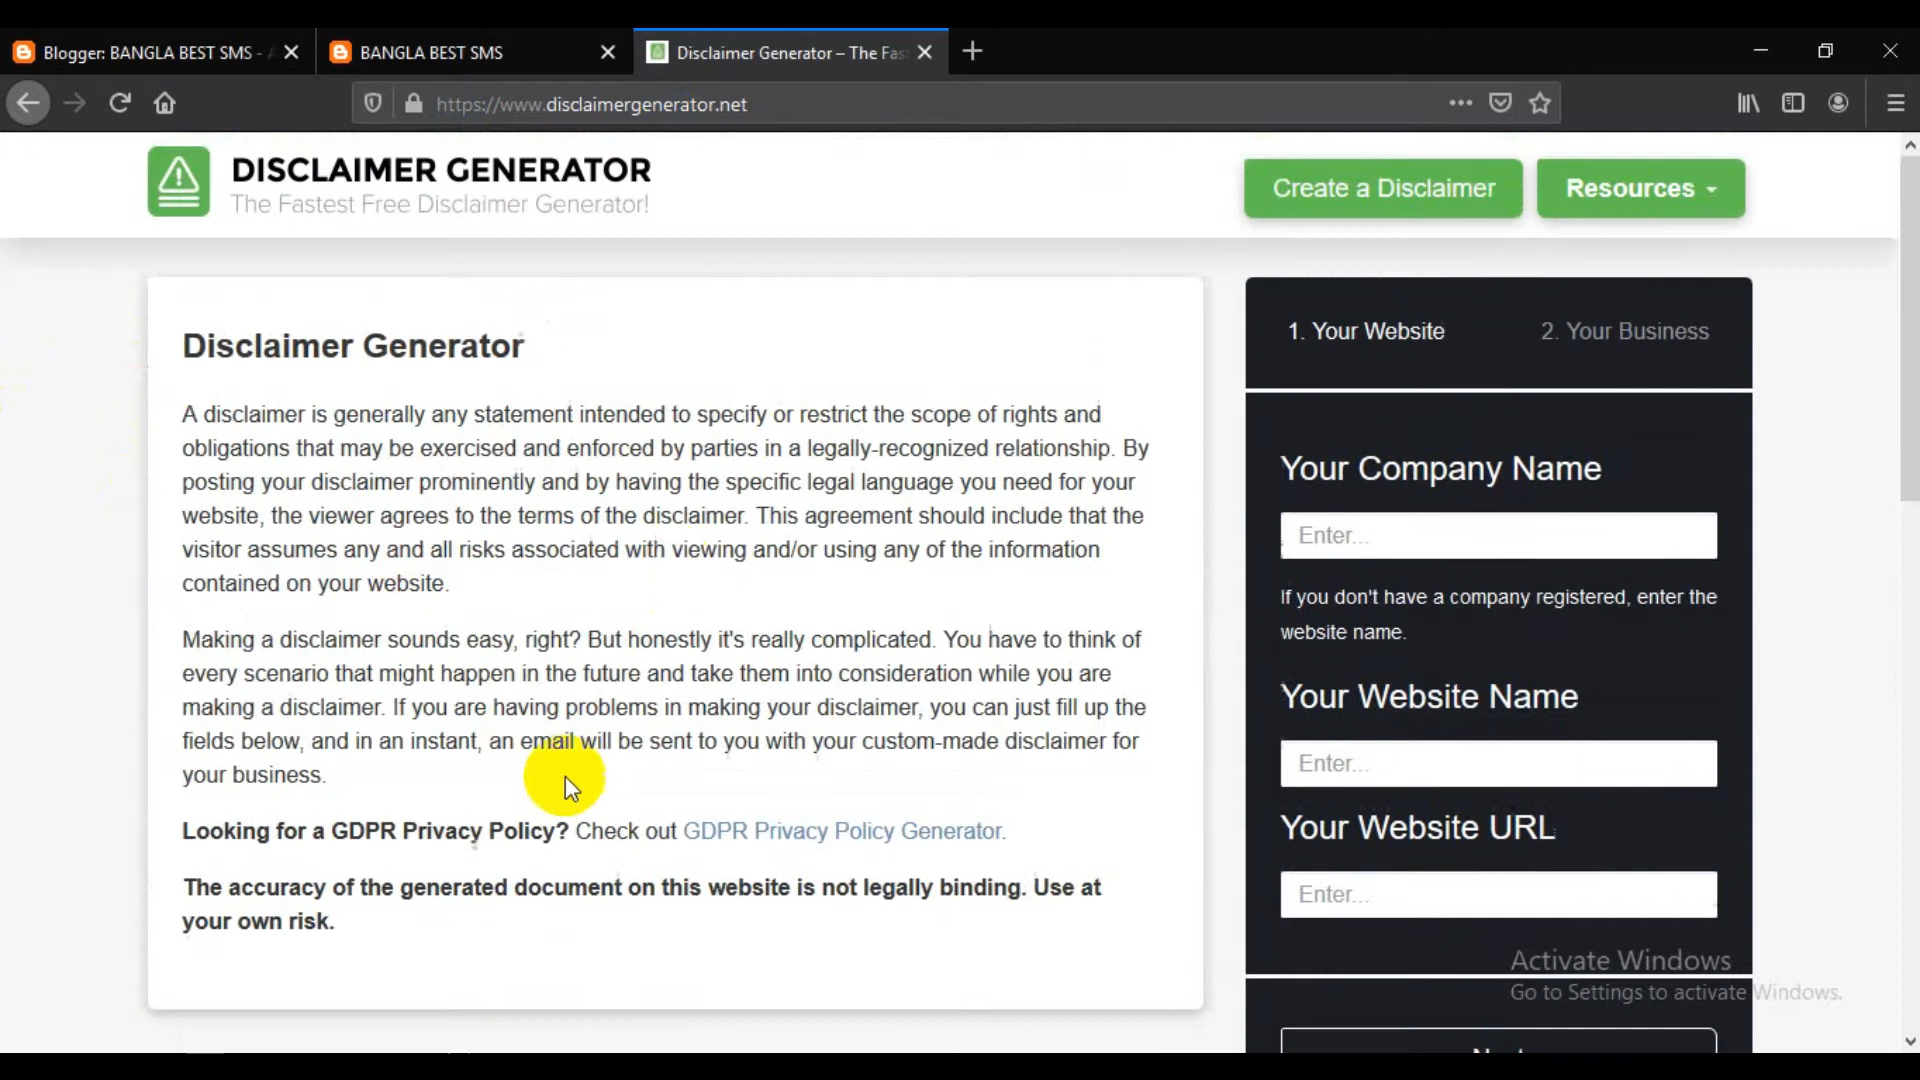 Blogger: BANGLA BEST SMS -
BANGLA BEST SMS
Disclaimer Generator – The Fas
https://www.disclaimergenerator.net
DISCLAIMER GENERATOR
The Fastest Free Disclaimer Generator!
Create a Disclaimer
Resources
Disclaimer Generator
A disclaimer is generally any statement intended to specify or restrict the scope of rights and
obligations that may be exercised and enforced by parties in a legally-recognized relationship. By
posting your disclaimer prominently and by having the specific legal language you need for your
website, the viewer agrees to the terms of the disclaimer. This agreement should include that the
visitor assumes any and all risks associated with viewing and/or using any of the information
contained on your website.
Making a disclaimer sounds easy, right? But honestly it's really complicated. You have to think of
every scenario that might happen in the future and take them into consideration while you are
making a disclaimer. If you are having problems in making your disclaimer, you can just fill up the
fields below, and in an instant, an email will be sent to you with your custom-made disclaimer for
your business.
Looking for a GDPR Privacy Policy? Check out GDPR Privacy Policy Generator.
The accuracy of the generated document on this website is not legally binding. Use at
your own risk.
1. Your Website
2. Your Business
Your Company Name
Enter...
If you don't have a company registered, enter the
website name.
Your Website Name
Enter...
Your Website URL
Enter...
Activate Windows
Go to Settings to activate Windows.